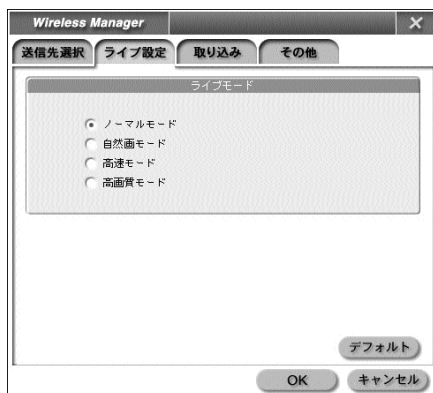 Wireless Manager
送信先選択 ライブ設定 取り込み その他
ライブモード
ノーマルモード
自然画モード
高速モード
高画質モード
デフォルト
OK キャンセル